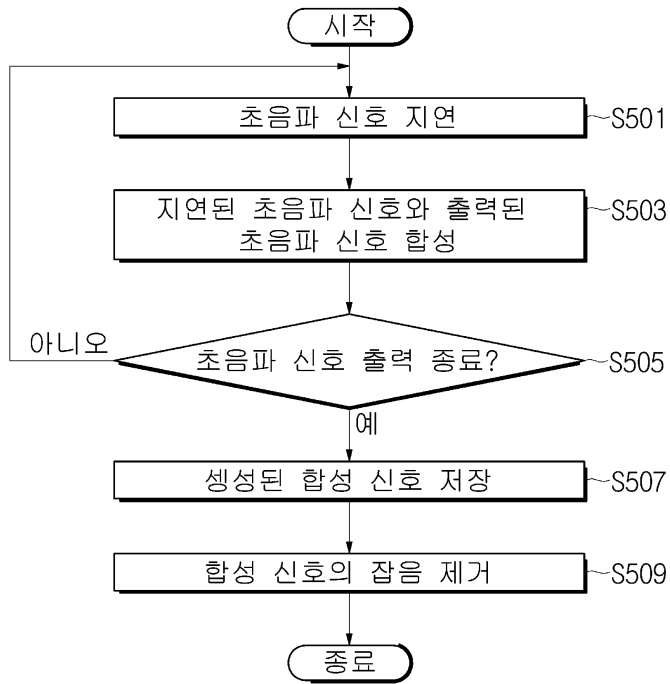 시작
초음파 신호 지연
S501
지연된 초음파 신호와 출력된
초음파 신호 합성
S503
아니오
초음파 신호 출력 종료?
S505
예
셍성된 합성 신호 저장
S507
합성 신호의 잡음 제거
S509
종료